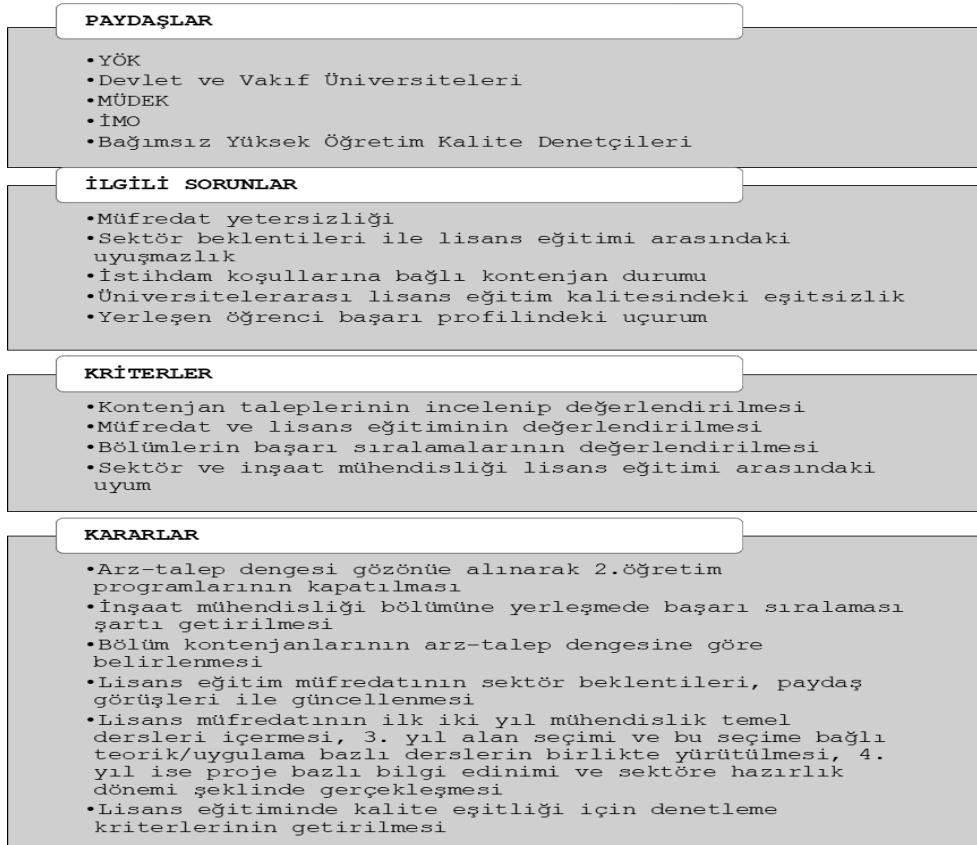 PAYDAŞLAR
•YÖK
•Devlet ve Vakıf Üniversiteleri
•MÜDEK
•İMO
•Bağımsız Yüksek Öğretim Kalite Denetçileri
İLGİLİ SORUNLAR
•Müfredat yetersizliği
•Sektör beklentileri ile lisans eğitimi arasındaki
uyuşmazlık
•İstihdam koşullarına bağlı kontenjan durumu
•Üniversitelerarası lisans eğitim kalitesindeki eşitsizlik
•Yerleşen öğrenci başarı profilindeki uçurum
KRİTERLER
•Kontenjan taleplerinin incelenip değerlendirilmesi
•Müfredat ve lisans eğitiminin değerlendirilmesi
•Bölümlerin başarı sıralamalarının değerlendirilmesi
•Sektör ve inşaat mühendisliği lisans eğitimi arasındaki
uyum
KARARLAR
•Arz-talep dengesi gözönüe alınarak 2.öğretim
programlarının kapatılması
•İnşaat mühendisliği bölümüne yerleşmede başarı sıralaması
şartı getirilmesi
•Bölüm kontenjanlarının arz-talep dengesine göre
belirlenmesi
•Lisans eğitim müfredatının sektör beklentileri, paydaş
görüşleri ile güncellenmesi
•Lisans müfredatının ilk iki yıl mühendislik temel
dersleri içermesi, 3. yıl alan seçimi ve bu seçime bağlı
teorik/uygulama bazlı derslerin birlikte yürütülmesi, 4.
yıl ise proje bazlı bilgi edinimi ve sektöre hazırlık
dönemi şeklinde gerçekleşmesi
•Lisans eğitiminde kalite eşitliği için denetleme
kriterlerinin getirilmesi